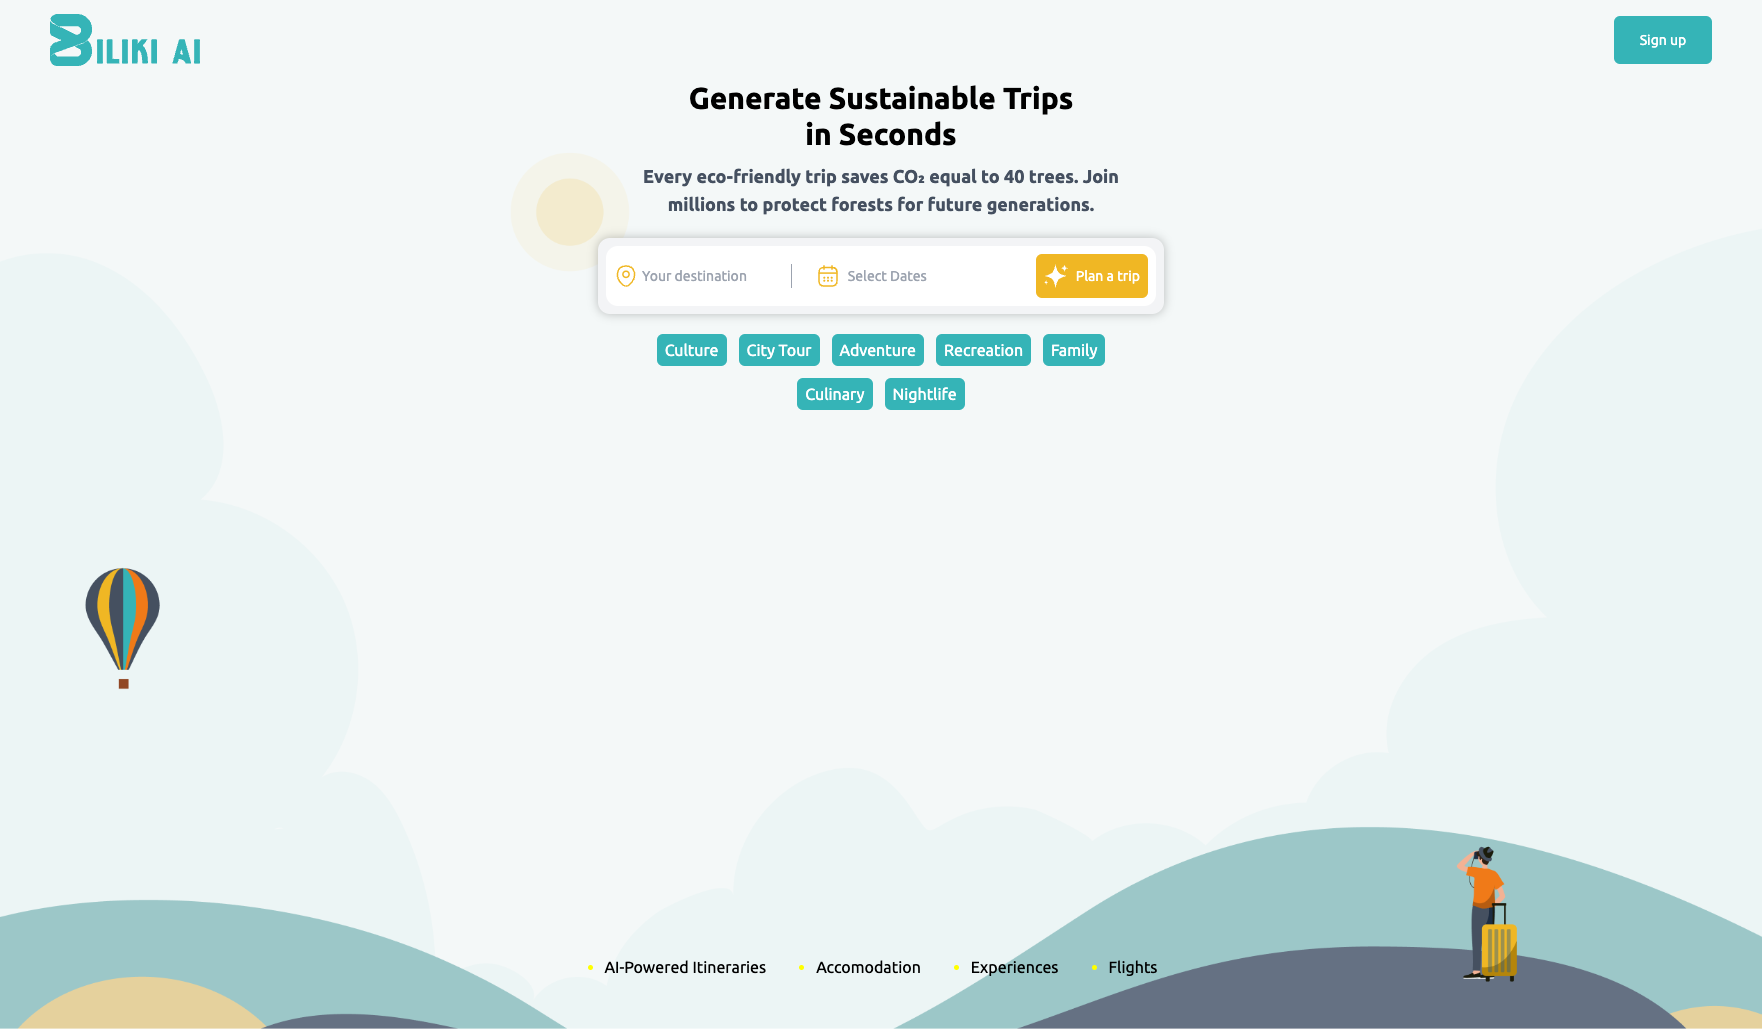 BILIKI AI
Sign up
Generate Sustainable Trips
in Seconds
Every eco-friendly trip saves CO₂ equal to 40 trees. Join
millions to protect forests for future generations.
Your destination
Select Dates
Plan a trip
Culture
City Tour
Adventure
Recreation
Family
Culinary
Nightlife
AI-Powered Itineraries
Accomodation
Experiences
Flights